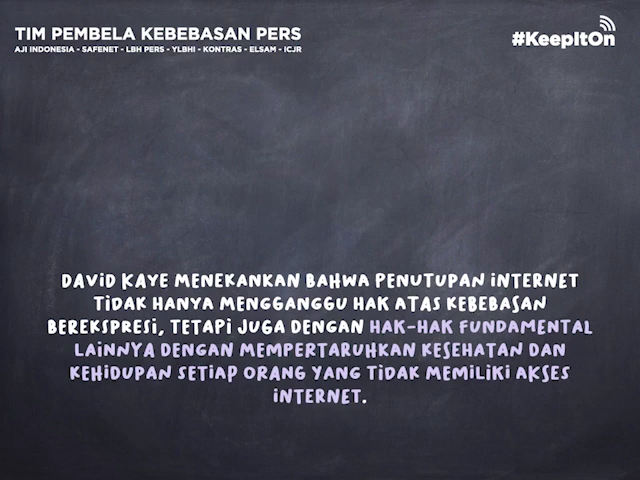 TIM PEMBELA KEBEBASAN PERS
AJI INDONESIA - SAFENET - LBH PERS - YLBHI - KONTRAS - ELSAM - ICJR
#KeepItOn
DAViD KAYE MENEKANKAN BAHWA PENUTUPAN iNTERNET
TiDAK HANYA MENGGANGGU HAK ATAS KEBEBASAN
BEREKSPRESi, TETAPi JUGA DENGAN HAK-HAK FUNDAMENTAL
LAiNNYA DENGAN MEMPERTARUHKAN KESEHATAN DAN
KEHiDUPAN SETiAP ORANG YANG TiDAK MEMiLiKi AKSES
iNTERNET.